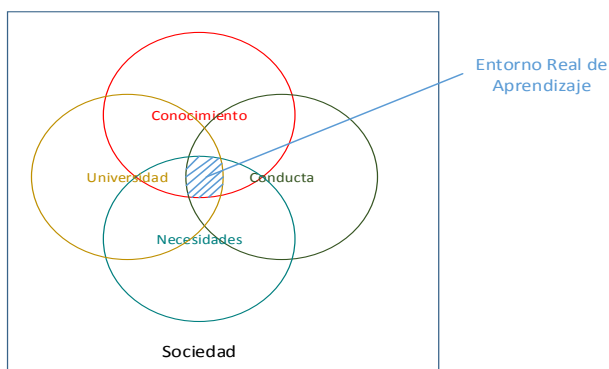 Entorno Real de
Aprendizaje
Conocimiento
Universidad
Conducta
Necesidades
Sociedad